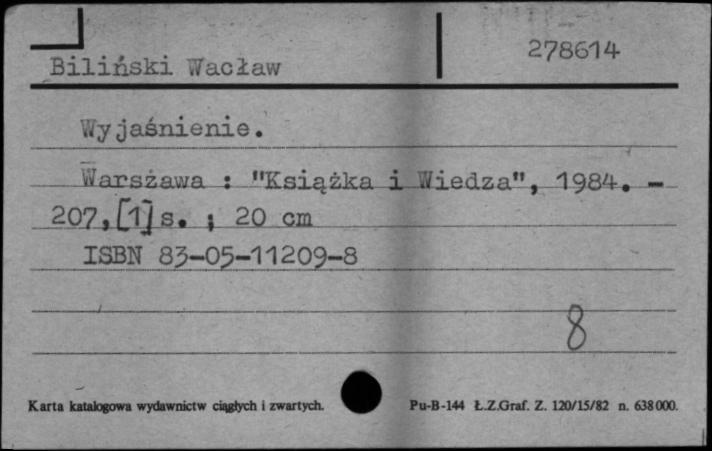 278614
Biliński Wacław
Wyjaśnienie.
Warszawa : "Książka i Wiedza", 1984. -
207,[1]s. ; 20 cm
ISBN 83-05-11209-8
8
Karta katalogowa wydawnictw ciągłych i zwartych. Pu-B-144 Ł.Z.Graf. Z. 120/15/82 n. 638000.